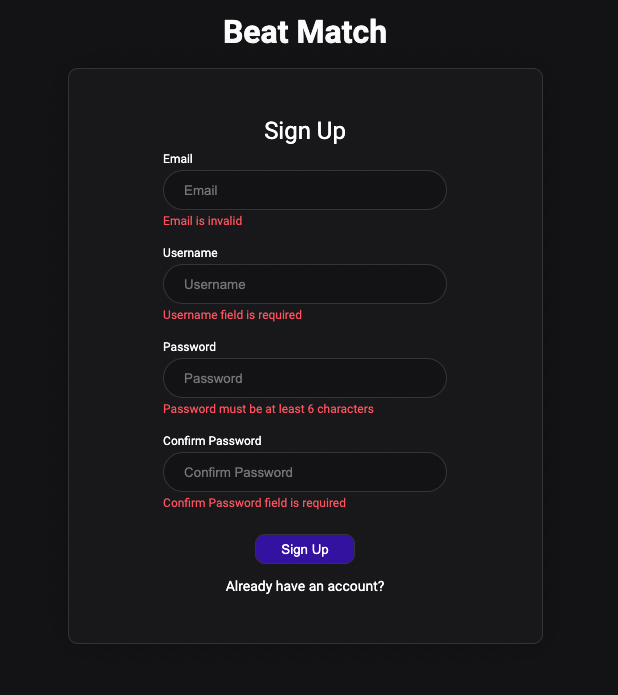 Beat Match
Sign Up
Email
Email
Email is invalid
Username
Username
Username field is required
Password
Password
Password must be at least 6 characters
Confirm Password
Confirm Password
Confirm Password field is required
Sign Up
Already have an account?